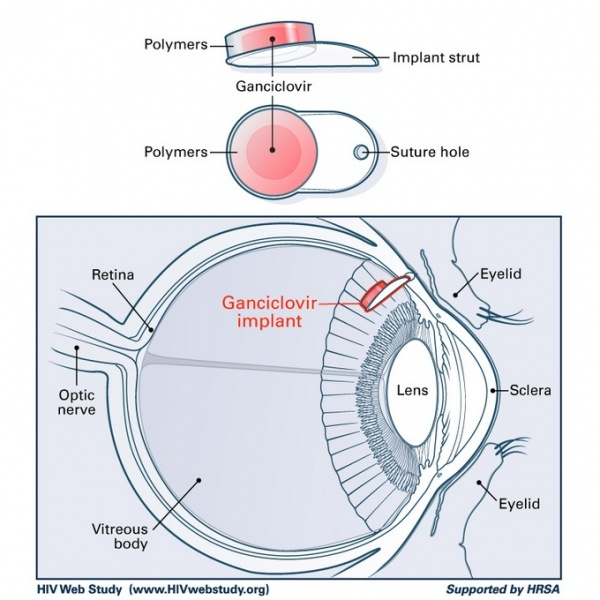 Polymers
Implant strut
Ganciclovir
Polymers
Suture hole
Retina
Eyelid
Ganciclovir
implant
Optic
nerve
Lens
Sclera
Eyelid
Vitreous
body
HIV Web Study (www.HIVwebstudy.org)
Supported by HRSA